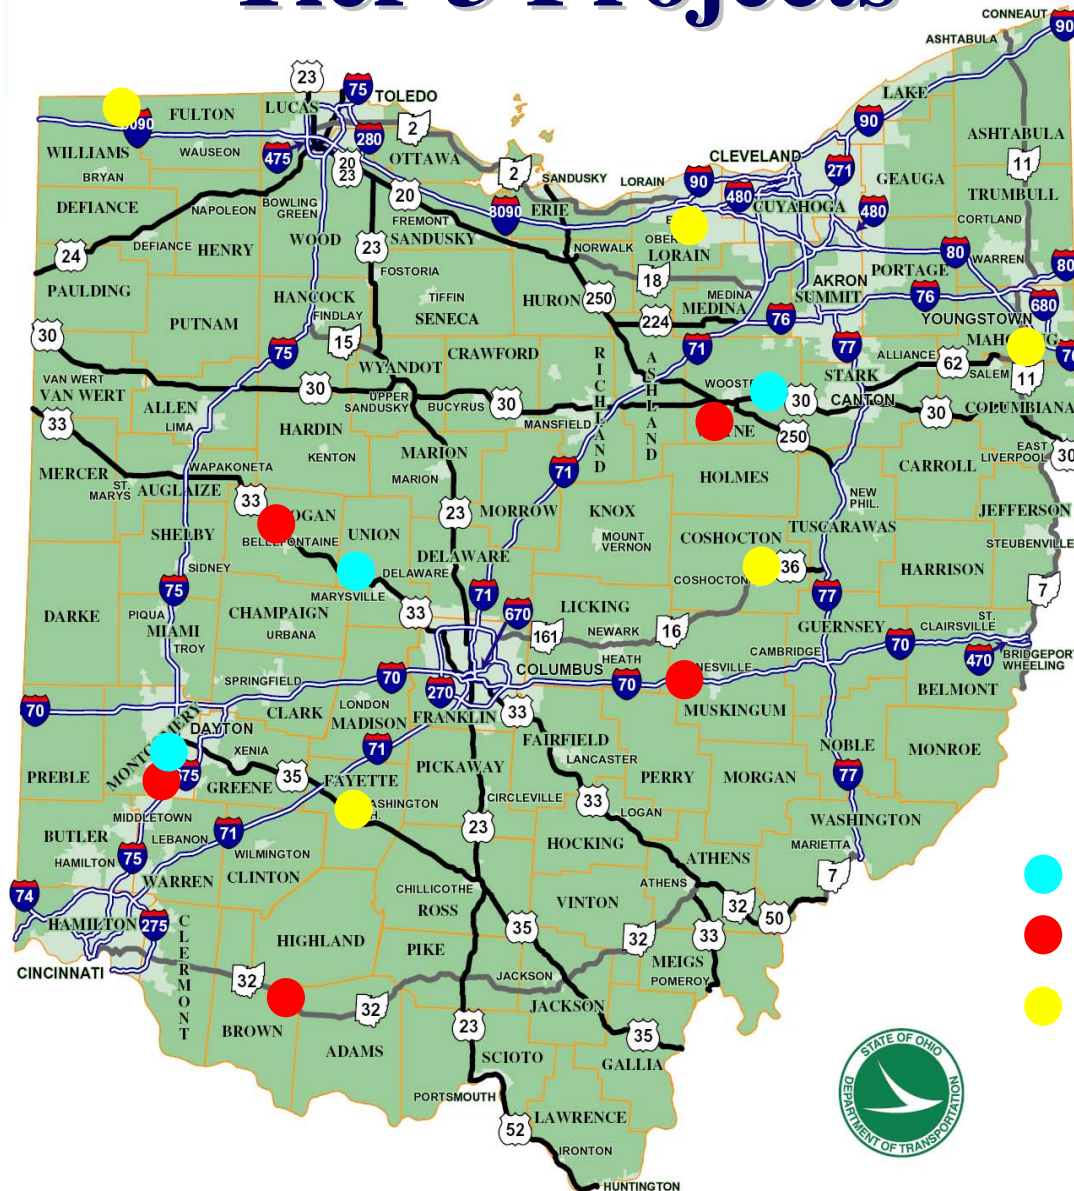 CONNEAUT
ASHTABULA
90
23
75
TOLEDO
LUCAS
FULTON
2
LAKE
90
WILLIAMS
WAUSEON
475
280
OTTAWA
ASHTABULA
BRYAN
20
23
2
SANDUSKY
LORAIN
CLEVELAND
90
271
GEAUGA
11
TRUMBULL
DEFIANCE
NAPOLEON
BOWLING
GREEN
20
FREMONT
SANDUSKY
8090
ERIE
480
CUYAHOGA
480
CORTLAND
24
DEFIANCE
HENRY
WOOD
23
NORWALK
LORAIN
80
WARREN
80
PAULDING
FOSTORIA
18
AKRON
PORTAGE
HANCOCK
FINDLAY
TIFFIN
SENECA
HURON
250
MEDINA
MEDINA
SUMMIT
76
680
PUTNAM
15
224
76
YOUNGSTOWN
30
75
WYANDOT
CRAWFORD
RICHLAND
ASHLAND
71
77
ALLIANCE
62
SALEM
11
VAN WERT
VAN WERT
30
UPPER
SANDUSKY
BUCYRUS
30
STARK
30
CANTON
30
COLUMBIANA
33
ALLEN
LIMA
HARDIN
MANSFIELD
250
EAST
LIVERPOOL
30
MERCER
ST.
MARYS
AUGLAIZE
WAPAKONETA
KENTON
MARION
MARION
71
HOLMES
CARROLL
33
23
MORROW
KNOX
NEW
PHIL.
TUSCARAWAS
JEFFERSON
SHELBY
UNION
MOUNT
VERNON
COSHOCTON
STEUBENVILLE
SIDNEY
DELAWARE
DELAWARE
COSHOCTON
36
HARRISON
7
75
MARYSVILLE
33
71
670
LICKING
77
DARKE
PIQUA
MIAMI
TROY
CHAMPAIGN
URBANA
161
NEWARK
16
GUERNSEY
ST.
CLAIRSVILLE
70
470
BRIDGEPORT
WHEELING
SPRINGFIELD
70
270
COLUMBUS
HEATH
70
CAMBRIDGE
BELMONT
70
CLARK
LONDON
MADISON
FRANKLIN
33
MUSKINGUM
MONTGOMERY
DAYTON
XENIA
71
FAIRFIELD
LANCASTER
NOBLE
MONROE
PREBLE
GREENE
35
FAYETTE
PICKAWAY
CIRCLEVILLE
PERRY
MORGAN
77
MIDDLETOWN
33
LOGAN
WASHINGTON
BUTLER
LEBANON
71
WILMINGTON
23
HOCKING
MARIETTA
HAMILTON
75
WARREN
CLINTON
ATHENS
7
74
CHILLICOTHE
ROSS
ATHENS
VINTON
32
50
HAMILTON
275
CLERMONT
HIGHLAND
35
32
33
CINCINNATI
PIKE
MEIGS
POMEROY
32
JACKSON
JACKSON
BROWN
32
23
35
ADAMS
SCIOTO
GALLIA
PORTSMOUTH
LAWRENCE
52
IRONTON
HUNTINGTON
STATE OF OHIO
DEPARTMENT OF TRANSPORTATION